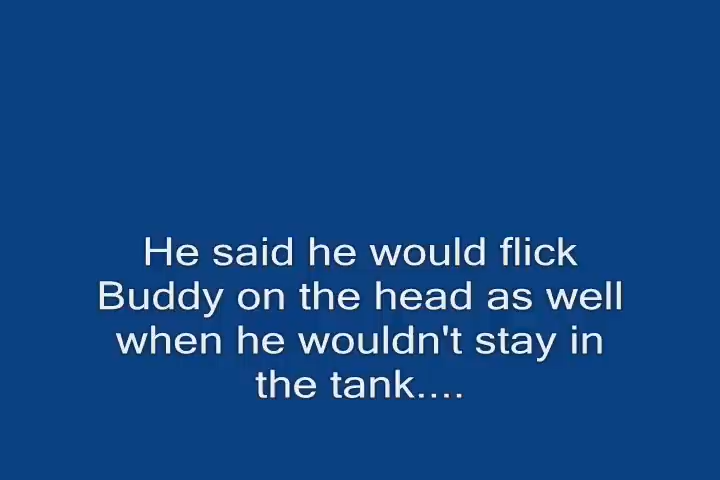 He said he would flick
Buddy on the head as well
when he wouldn't stay in
the tank....